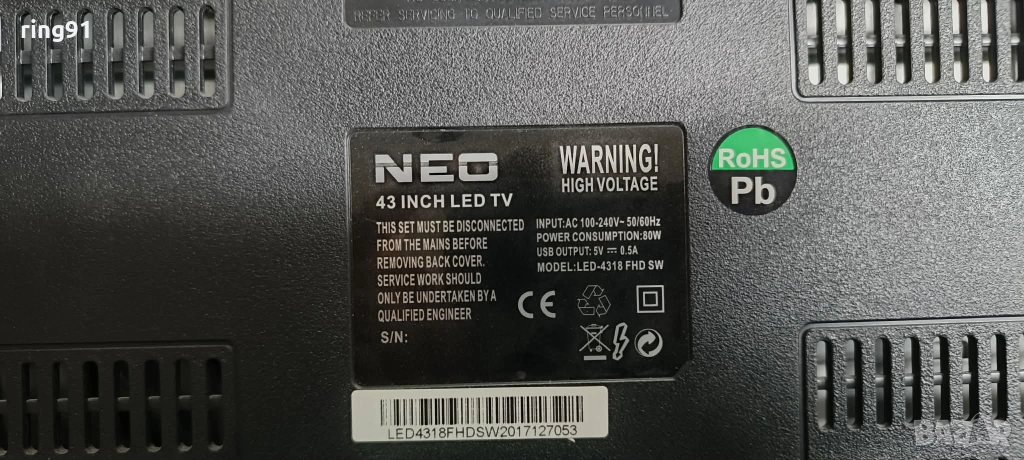 ring91
REFER SERVICING TO QUALIFIED SERVICE PERSONNEL
NEO
43 INCH LED TV
THIS SET MUST BE DISCONNECTED
FROM THE MAINS BEFORE
REMOVING BACK COVER.
SERVICE WORK SHOULD
ONLY BE UNDERTAKEN BY A
QUALIFIED ENGINEER
S/N:
WARNING!
HIGH VOLTAGE
INPUT:AC 100-240V~ 50/60Hz
POWER CONSUMPTION:80W
USB OUTPUT: 5V ⎓ 0.5A
MODEL:LED-4318 FHD SW
CE
RoHS
Pb
LED4318FHDSW2017127053